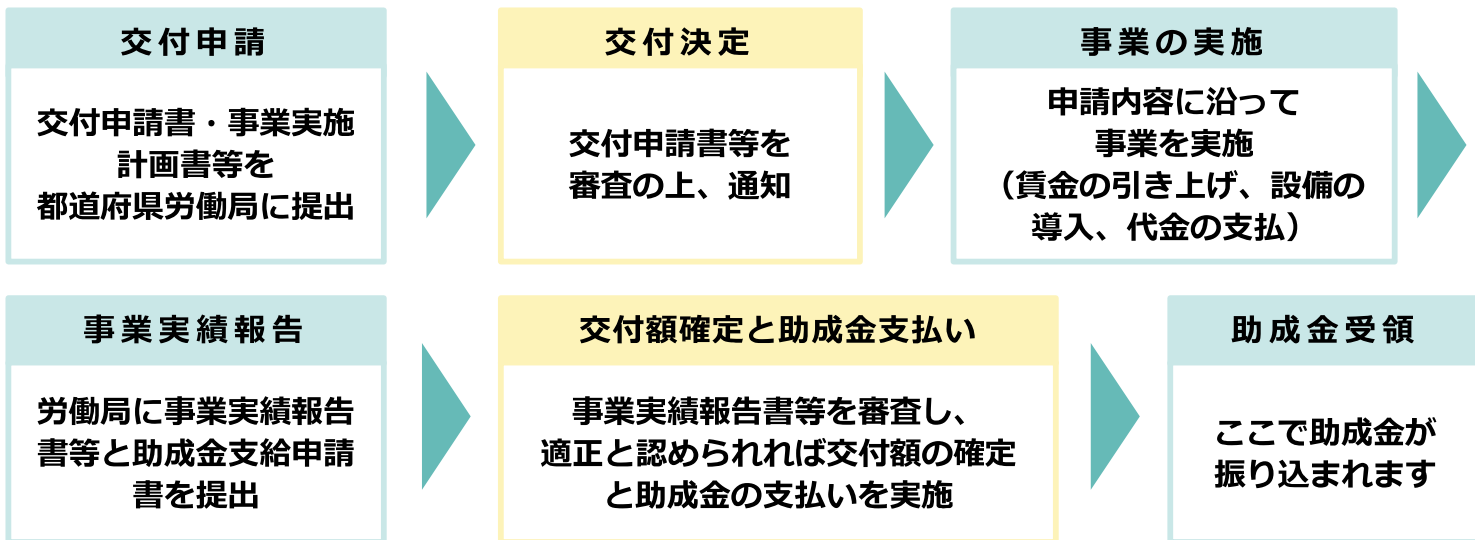 交付申請
交付申請書・事業実施
計画書等を
都道府県労働局に提出
交付決定
交付申請書等を
審査の上、通知
事業の実施
申請内容に沿って
事業を実施
（賃金の引き上げ、設備の
導入、代金の支払）
事業実績報告
労働局に事業実績報告
書等と助成金支給申請
書を提出
交付額確定と助成金支払い
事業実績報告書等を審査し、
適正と認められれば交付額の確定
と助成金の支払いを実施
助成金受領
ここで助成金が
振り込まれます